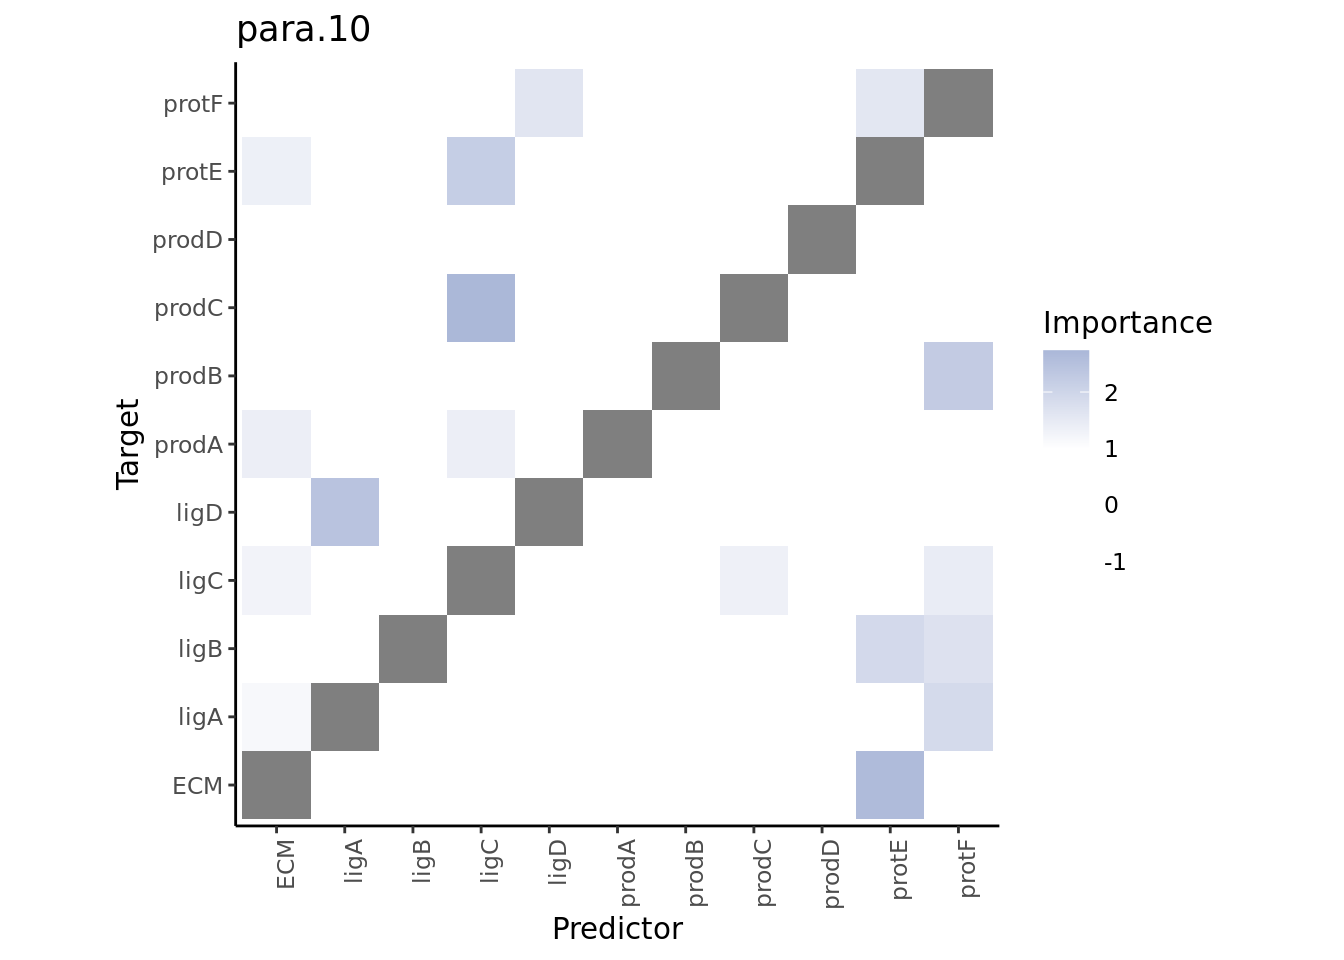 para.10
protF
protE
prodD
prodC
prodB
prodA
ligD
ligC
ligB
ligA
ECM
Target
ECM
ligA
ligB
ligC
ligD
prodA
prodB
prodC
prodD
protE
protF
Predictor
Importance
2
1
0
-1